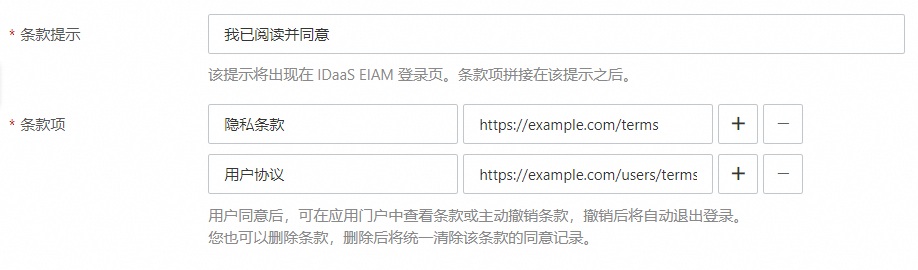 * 条款提示
我已阅读并同意
该提示将出现在 IDaaS EIAM 登录页。条款项拼接在该提示之后。
* 条款项
隐私条款 https://example.com/terms + −
用户协议 https://example.com/users/terms + −
用户同意后，可在应用门户中查看条款或主动撤销条款，撤销后将自动退出登录。
您也可以删除条款，删除后将统一清除该条款的同意记录。